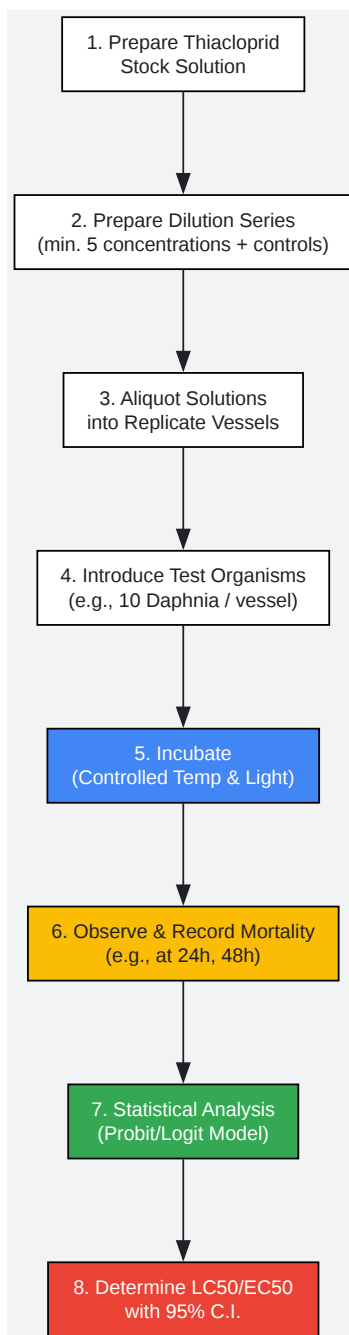 1. Prepare Thiacloprid
Stock Solution
2. Prepare Dilution Series
(min. 5 concentrations + controls)
3. Aliquot Solutions
into Replicate Vessels
4. Introduce Test Organisms
(e.g., 10 Daphnia / vessel)
5. Incubate
(Controlled Temp & Light)
6. Observe & Record Mortality
(e.g., at 24h, 48h)
7. Statistical Analysis
(Probit/Logit Model)
8. Determine LC50/EC50
with 95% C.I.